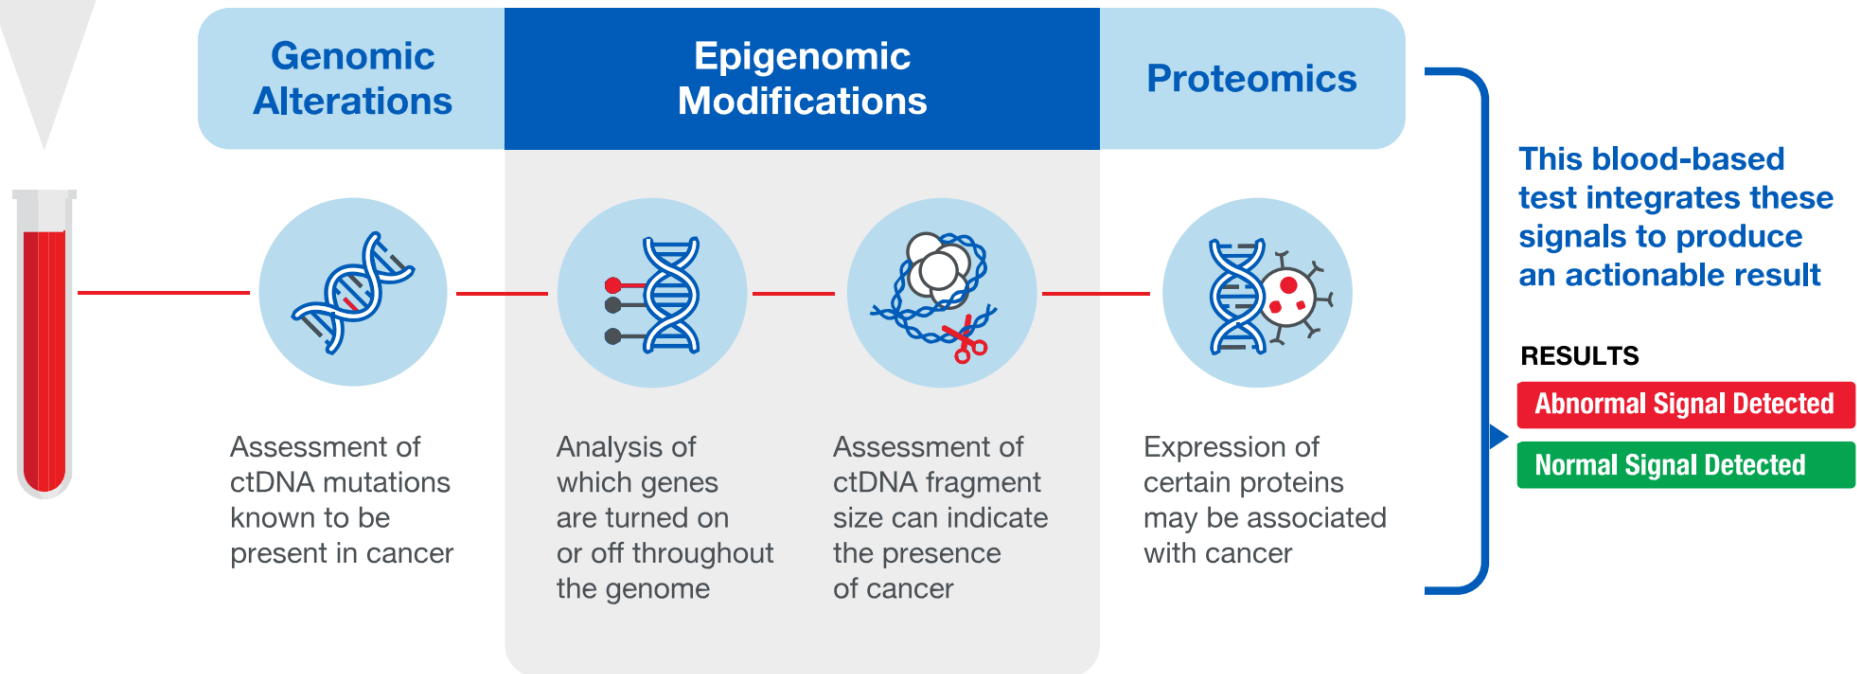 Genomic
Alterations
Epigenomic
Modifications
Proteomics
Assessment of
ctDNA mutations
known to be
present in cancer
Analysis of
which genes
are turned on
or off throughout
the genome
Assessment of
ctDNA fragment
size can indicate
the presence
of cancer
Expression of
certain proteins
may be associated
with cancer
This blood-based
test integrates these
signals to produce
an actionable result
RESULTS
Abnormal Signal Detected
Normal Signal Detected